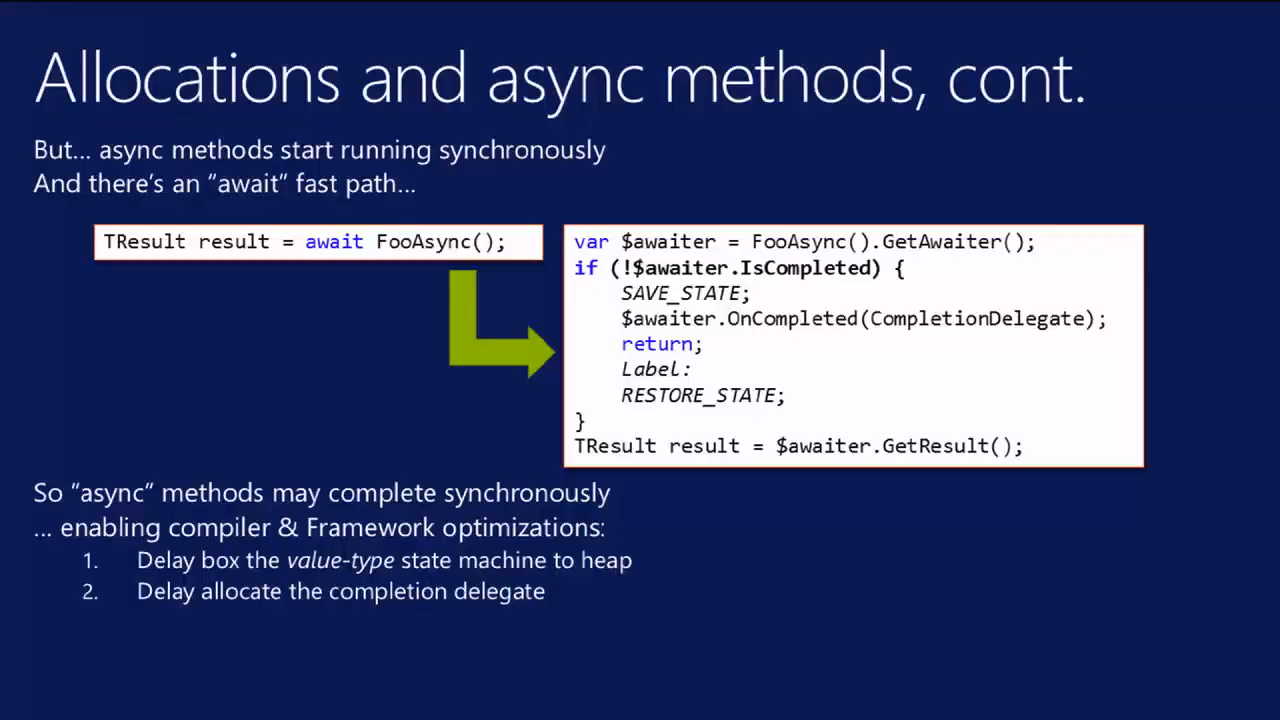 Allocations and async methods, cont.
But... async methods start running synchronously
And there's an "await" fast path...
TResult result = await FooAsync();
var $awaiter = FooAsync().GetAwaiter();
if (!$awaiter.IsCompleted) {
    SAVE_STATE;
    $awaiter.OnCompleted(CompletionDelegate);
    return;
    Label:
    RESTORE_STATE;
}
TResult result = $awaiter.GetResult();
So "async" methods may complete synchronously
... enabling compiler & Framework optimizations:
1. Delay box the value-type state machine to heap
2. Delay allocate the completion delegate